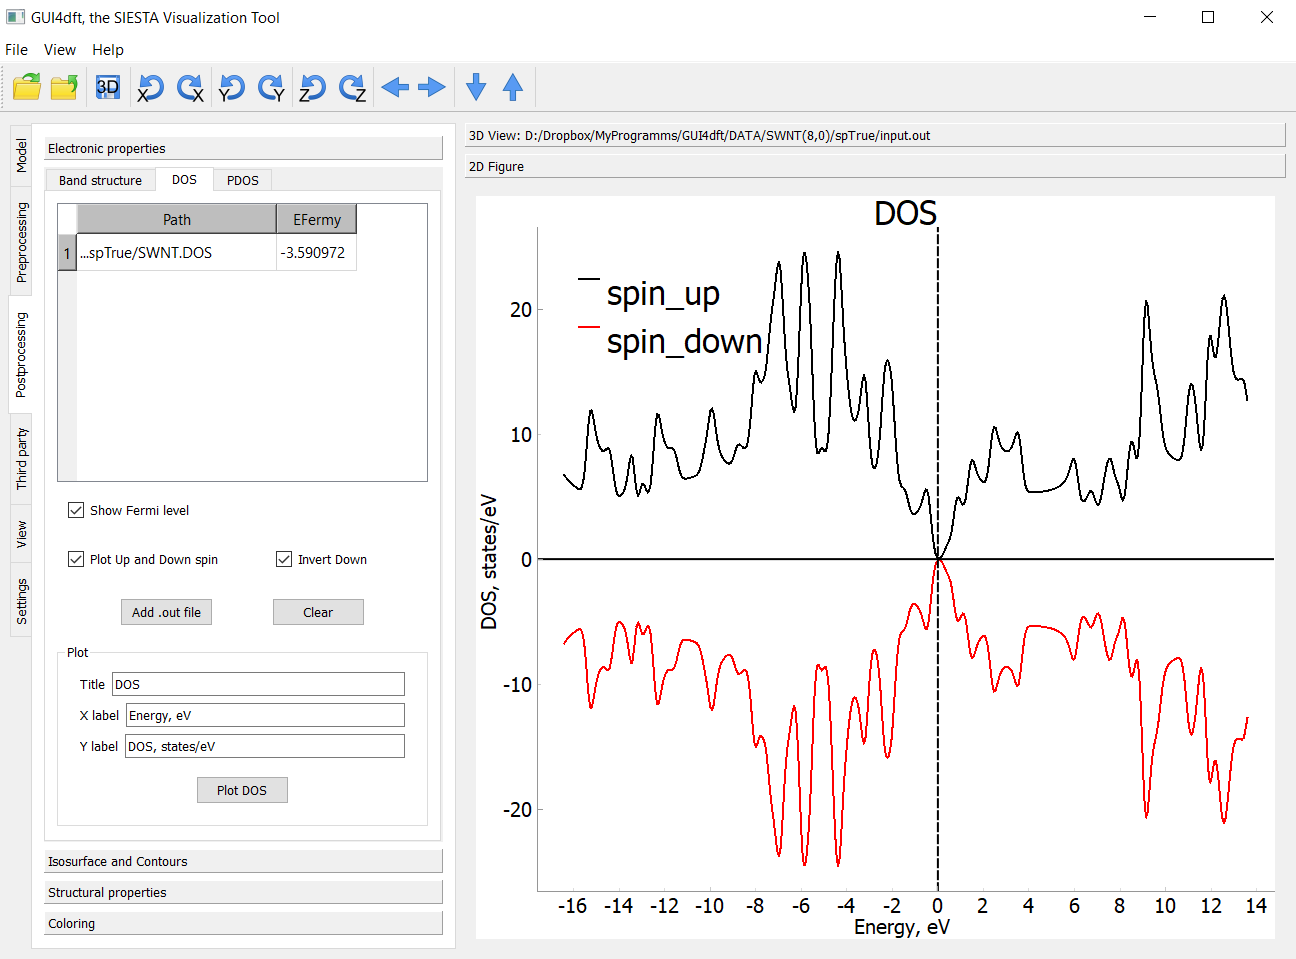 GUI4dft, the SIESTA Visualization Tool
File View Help
3D X X Y Y Z Z
Model
Preprocessing
Postprocessing
Third party
View
Settings
Electronic properties
Band structure DOS PDOS
Path EFermy
1 ...spTrue/SWNT.DOS -3.590972
Show Fermi level
Plot Up and Down spin Invert Down
Add .out file Clear
Plot
Title DOS
X label Energy, eV
Y label DOS, states/eV
Plot DOS
Isosurface and Contours
Structural properties
Coloring
3D View: D:/Dropbox/MyProgramms/GUI4dft/DATA/SWNT(8,0)/spTrue/input.out
2D Figure
DOS
spin_up
spin_down
DOS, states/eV
20
10
0
-10
-20
-16 -14 -12 -10 -8 -6 -4 -2 0 2 4 6 8 10 12 14
Energy, eV